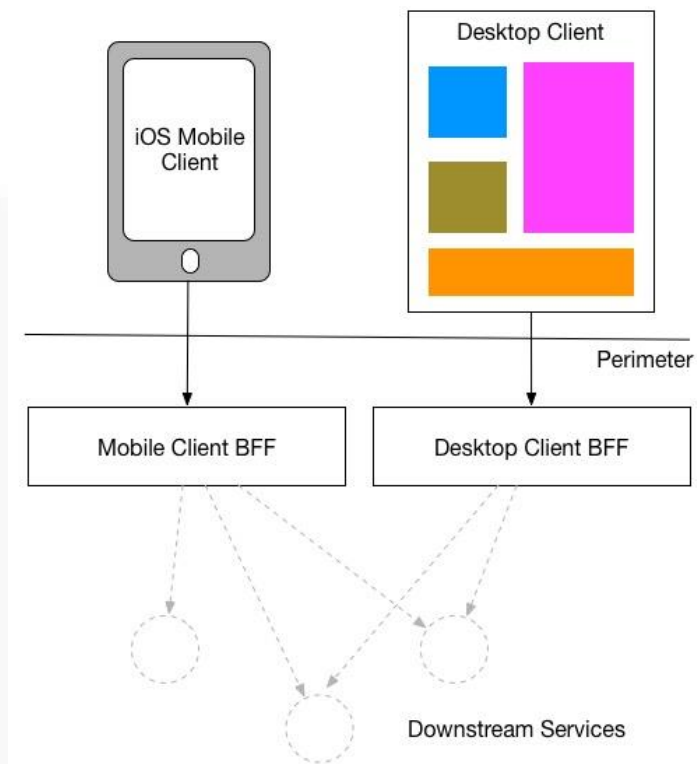 iOS Mobile
Client
Desktop Client
Perimeter
Mobile Client BFF
Desktop Client BFF
Downstream Services